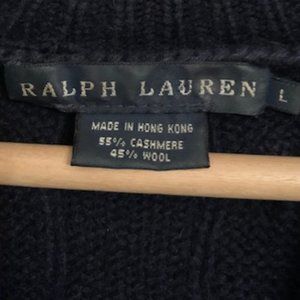 RALPH LAUREN L
MADE IN HONG KONG
55% CASHMERE
45% WOOL